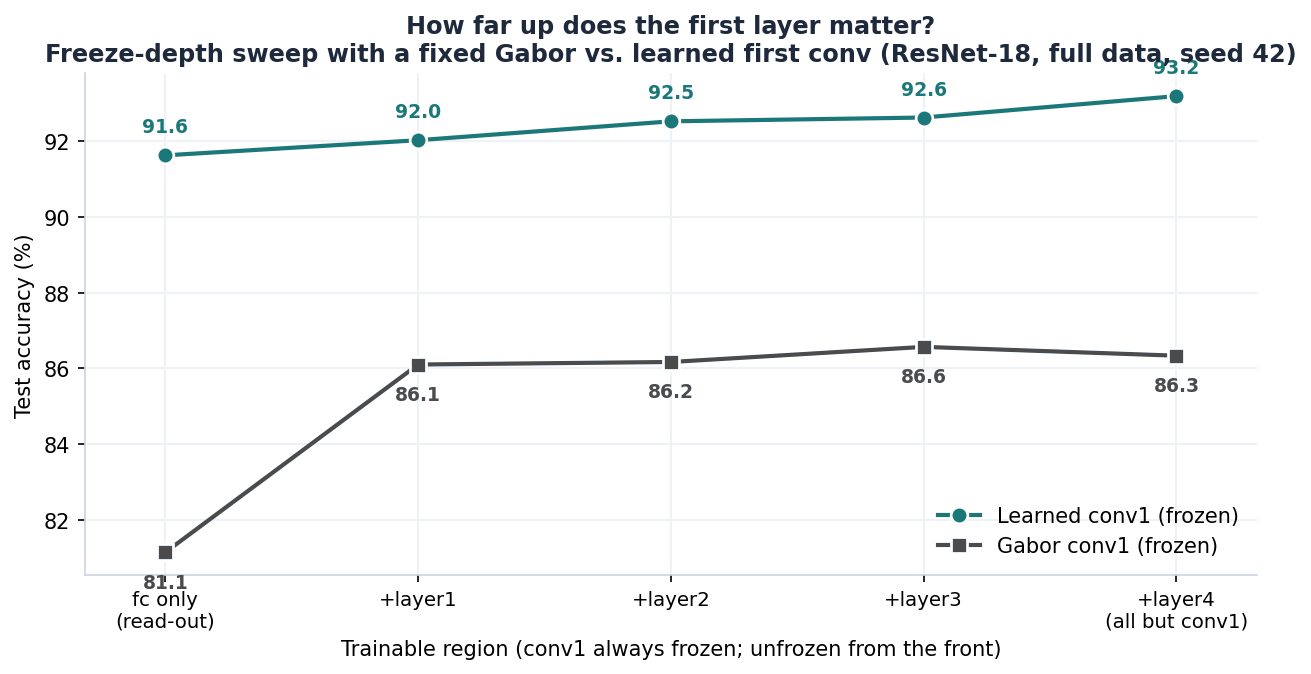 How far up does the first layer matter?
Freeze-depth sweep with a fixed Gabor vs. learned first conv (ResNet-18, full data, seed 42)
93.2
92.6
92.5
92.0
91.6
92
90
88
86
84
82
Test accuracy (%)
86.1
86.2
86.6
86.3
81.1
Learned conv1 (frozen)
Gabor conv1 (frozen)
fc only
(read-out)
+layer1
+layer2
+layer3
+layer4
(all but conv1)
Trainable region (conv1 always frozen; unfrozen from the front)